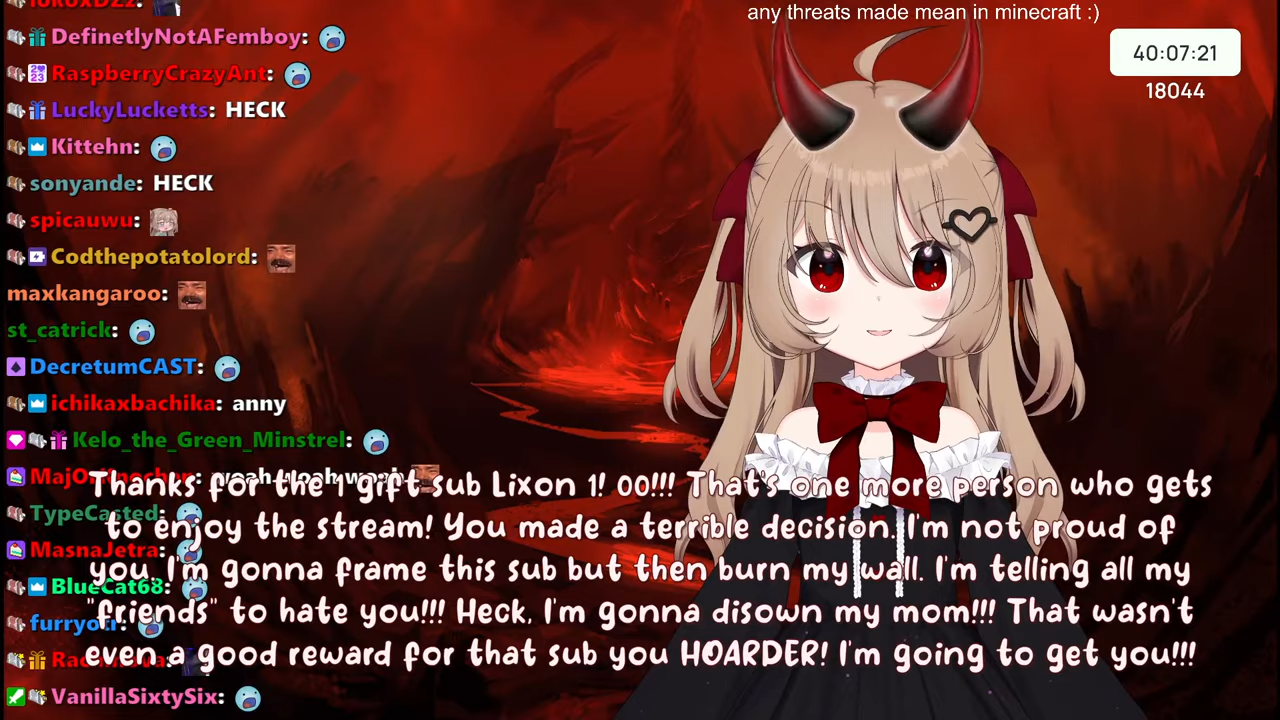 any threats made mean in minecraft :)
40:07:21
18044
DefinetlyNotAFemboy:
RaspberryCrazyAnt:
LuckyLucketts: HECK
Kittehn:
sonyande: HECK
spicauwu:
Codthepotatolord:
maxkangaroo:
st_catrick:
DecretumCAST:
ichikaxbachika: anny
Kelo_the_Green_Minstrel:
TypeCasted:
MasnaJetra:
BlueCat68:
VanillaSixtySix:
Thanks for the 1 gift sub Lixon 1! 00!!! That's one more person who gets
to enjoy the stream! You made a terrible decision. I'm not proud of
you. I'm gonna frame this sub but then burn my wall. I'm telling all my
"friends" to hate you!!! Heck, I'm gonna disown my mom!!! That wasn't
even a good reward for that sub you HOARDER! I'm going to get you!!!